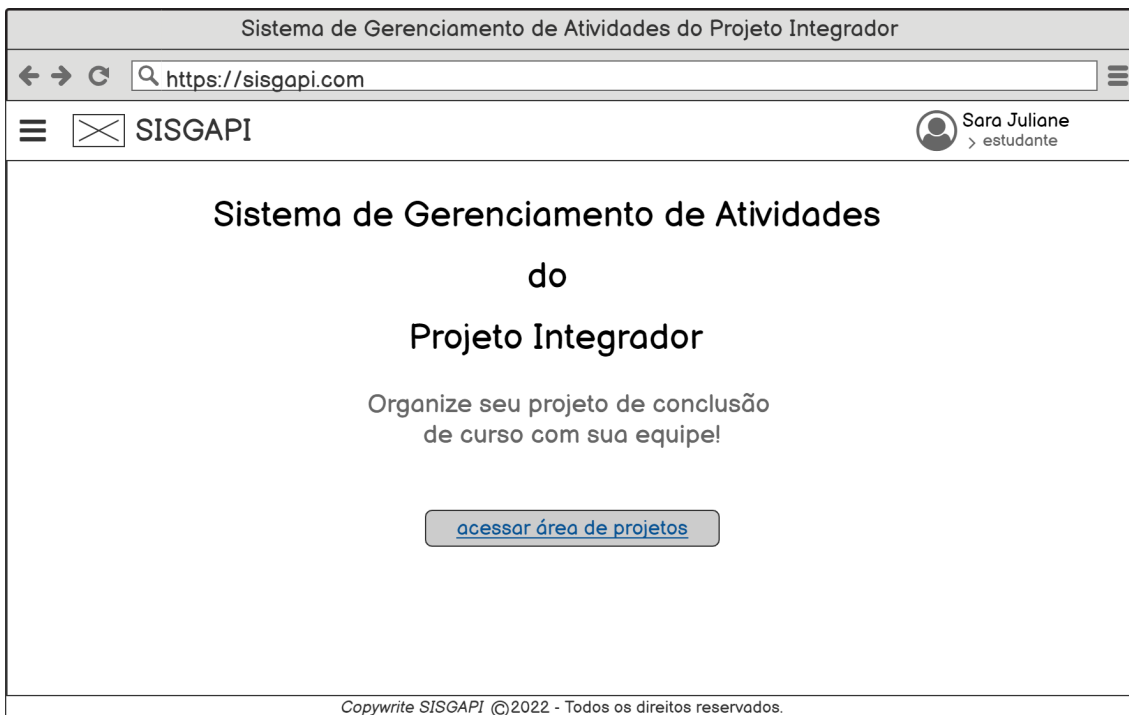 Sistema de Gerenciamento de Atividades do Projeto Integrador
https://sisgapi.com
SISGAPI
Sara Juliane
> estudante
Sistema de Gerenciamento de Atividades
do
Projeto Integrador
Organize seu projeto de conclusão
de curso com sua equipe!
acessar área de projetos
Copywrite SISGAPI ©2022 - Todos os direitos reservados.